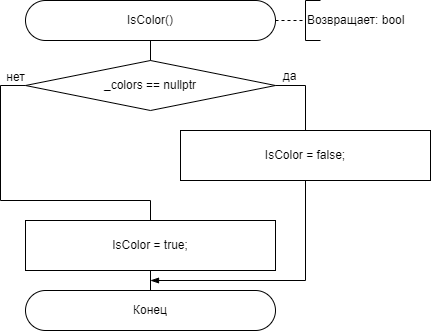 IsColor()
Возвращает: bool
нет
_colors == nullptr
да
IsColor = false;
IsColor = true;
Конец